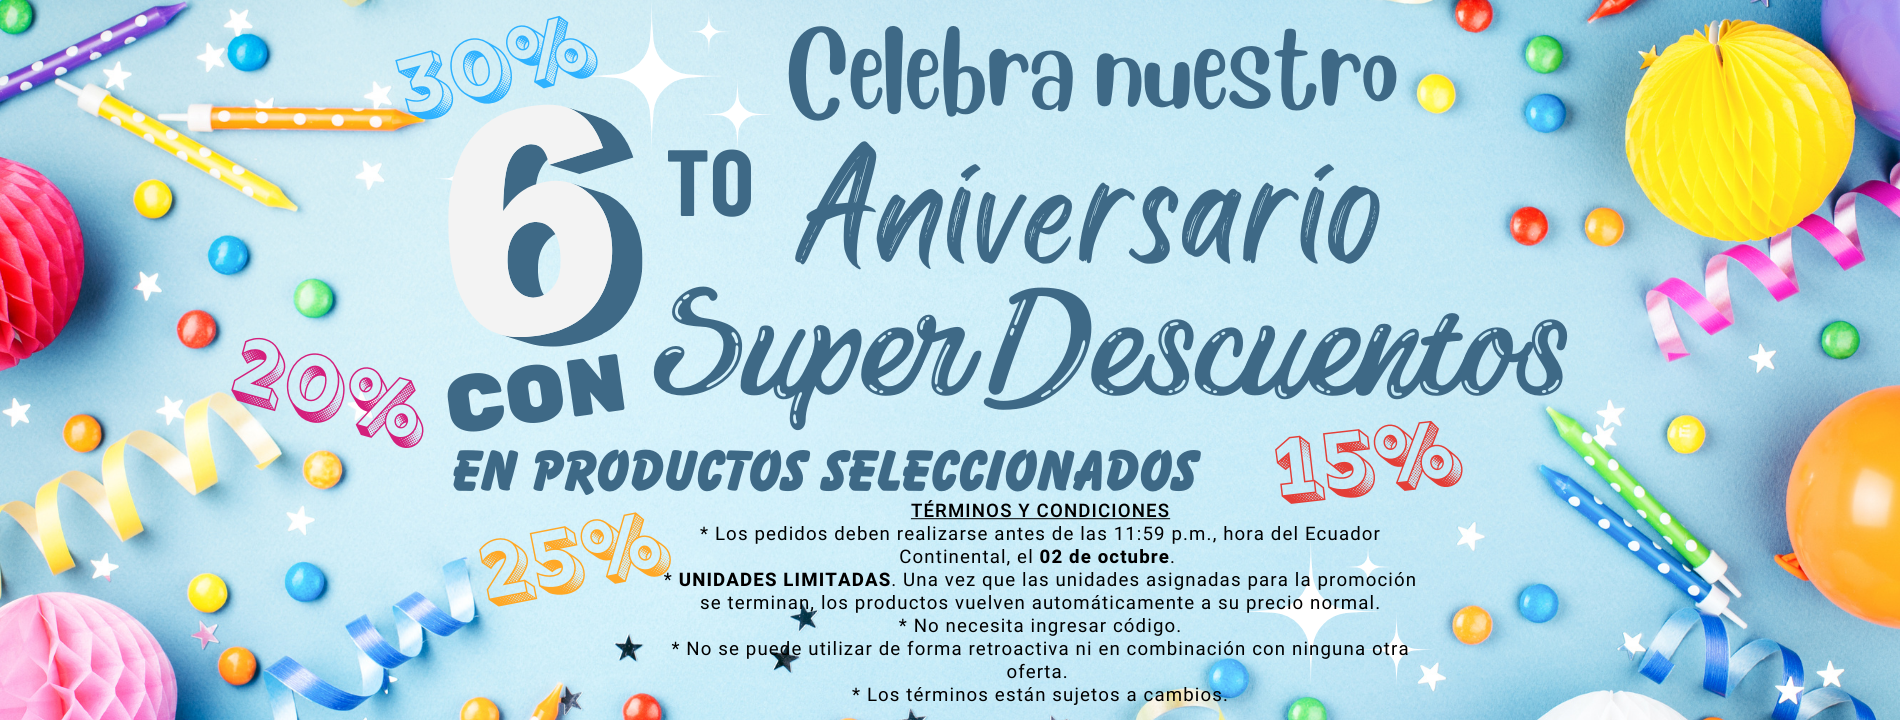 30%
Celebra nuestro
6 TO Aniversario
CON Super Descuentos
20%
EN PRODUCTOS SELECCIONADOS
15%
25%
TÉRMINOS Y CONDICIONES
* Los pedidos deben realizarse antes de las 11:59 p.m., hora del Ecuador
Continental, el 02 de octubre.
* UNIDADES LIMITADAS. Una vez que las unidades asignadas para la promoción
se terminan, los productos vuelven automáticamente a su precio normal.
* No necesita ingresar código.
* No se puede utilizar de forma retroactiva ni en combinación con ninguna otra
oferta.
* Los términos están sujetos a cambios.